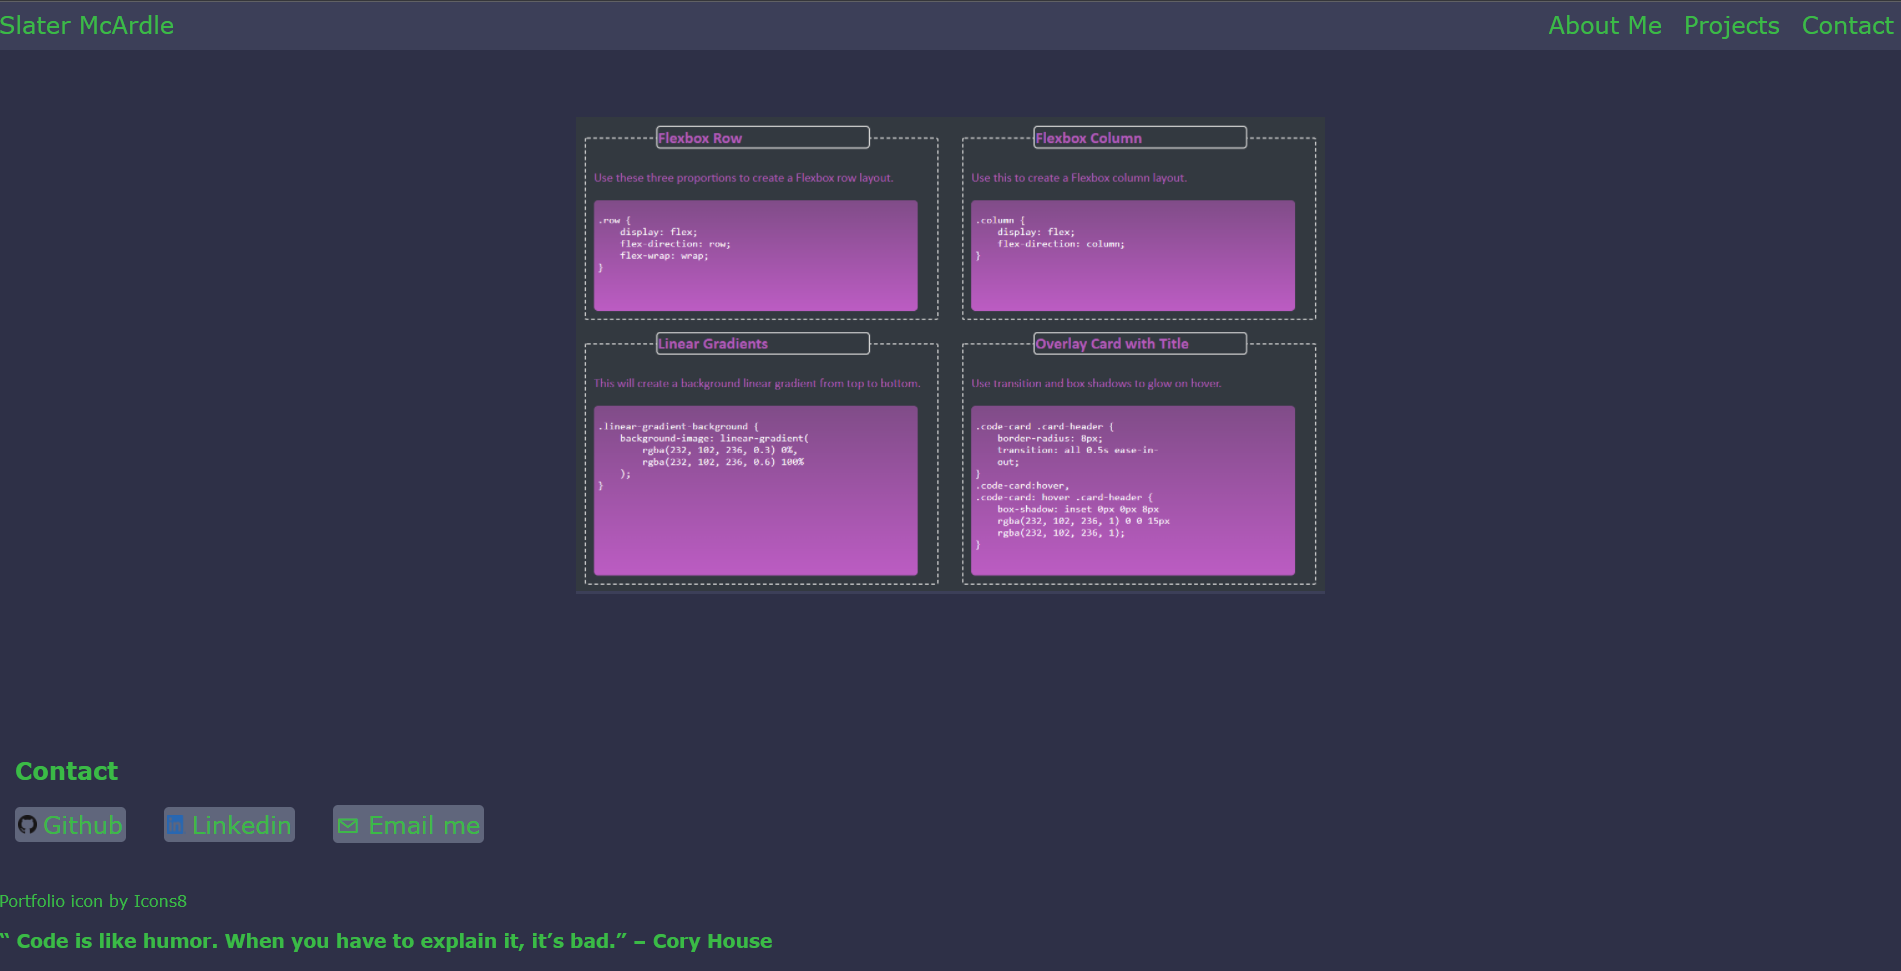 Slater McArdle
About Me Projects Contact
Flexbox Row
Use these three proportions to create a Flexbox row layout.
.row {
display: flex;
flex-direction: row;
flex-wrap: wrap;
}
Flexbox Column
Use this to create a Flexbox column layout.
.column {
display: flex;
flex-direction: column;
}
Linear Gradients
This will create a background linear gradient from top to bottom.
.linear-gradient-background {
background-image: linear-gradient(
rgba(232, 102, 236, 0.3) 0%,
rgba(232, 102, 236, 0.6) 100%
);
}
Overlay Card with Title
Use transition and box shadows to glow on hover.
.code-card .card-header {
border-radius: 8px;
transition: all 0.5s ease-in-
out;
}
.code-card:hover,
.code-card: hover .card-header {
box-shadow: inset 0px 0px 8px
rgba(232, 102, 236, 1) 0 0 15px
rgba(232, 102, 236, 1);
}
Contact
Github
in Linkedin
Email me
Portfolio icon by Icons8
“ Code is like humor. When you have to explain it, it’s bad.” – Cory House